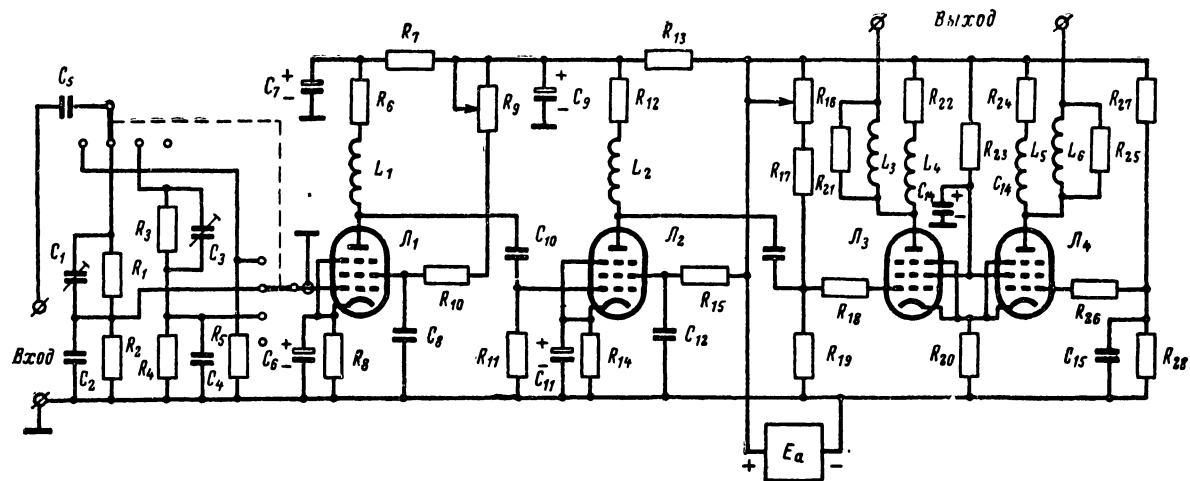 Выход
R7
R13
C5
C7 + -
R6
R9
+ C9 -
R12
R16
R22
R24
R27
L1
L2
R17
R21
L3
L4
R23
L5
L6
R25
C14 + -
C14
R3
C3
C1
R1
Л1
C10
Л2
Л3
Л4
R10
R15
R18
R26
Вход
C2
R2
R4
C4
R5
C6 + -
R8
C8
R11
C11 + -
R14
C12
R19
R20
C15
R28
+ Eа -